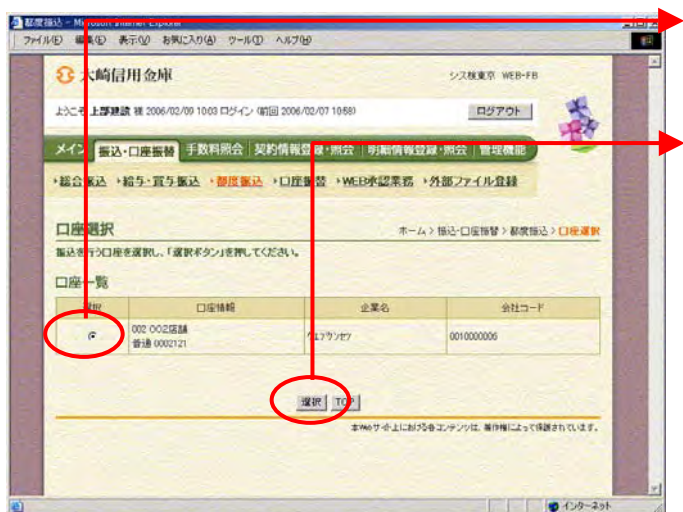 都度振込 - Microsoft Internet Explorer
ファイル(F) 編集(E) 表示(V) お気に入り(A) ツール(T) ヘルプ(H)
大崎信用金庫
シス検東京 WEB-FB
ようこそ 上部建設 様 2006/02/09 10:03 ログイン (前回 2006/02/07 10:58)
ログアウト
メイン 振込・口座振替 手数料照会 契約情報登録・照会 明細情報登録・照会 管理機能
総合振込 給与・賞与振込 都度振込 口座振替 WEB承認業務 外部ファイル登録
口座選択
ホーム > 振込・口座振替 > 都度振込 > 口座選択
振込を行う口座を選択し、「選択ボタン」を押してください。
口座一覧
選択 口座情報 企業名 会社コード
002 002店舗
普通 0002121
0010000006
選択 TOP
本Webサイト上における各コンテンツは、著作権によって保護されています。
インターネット